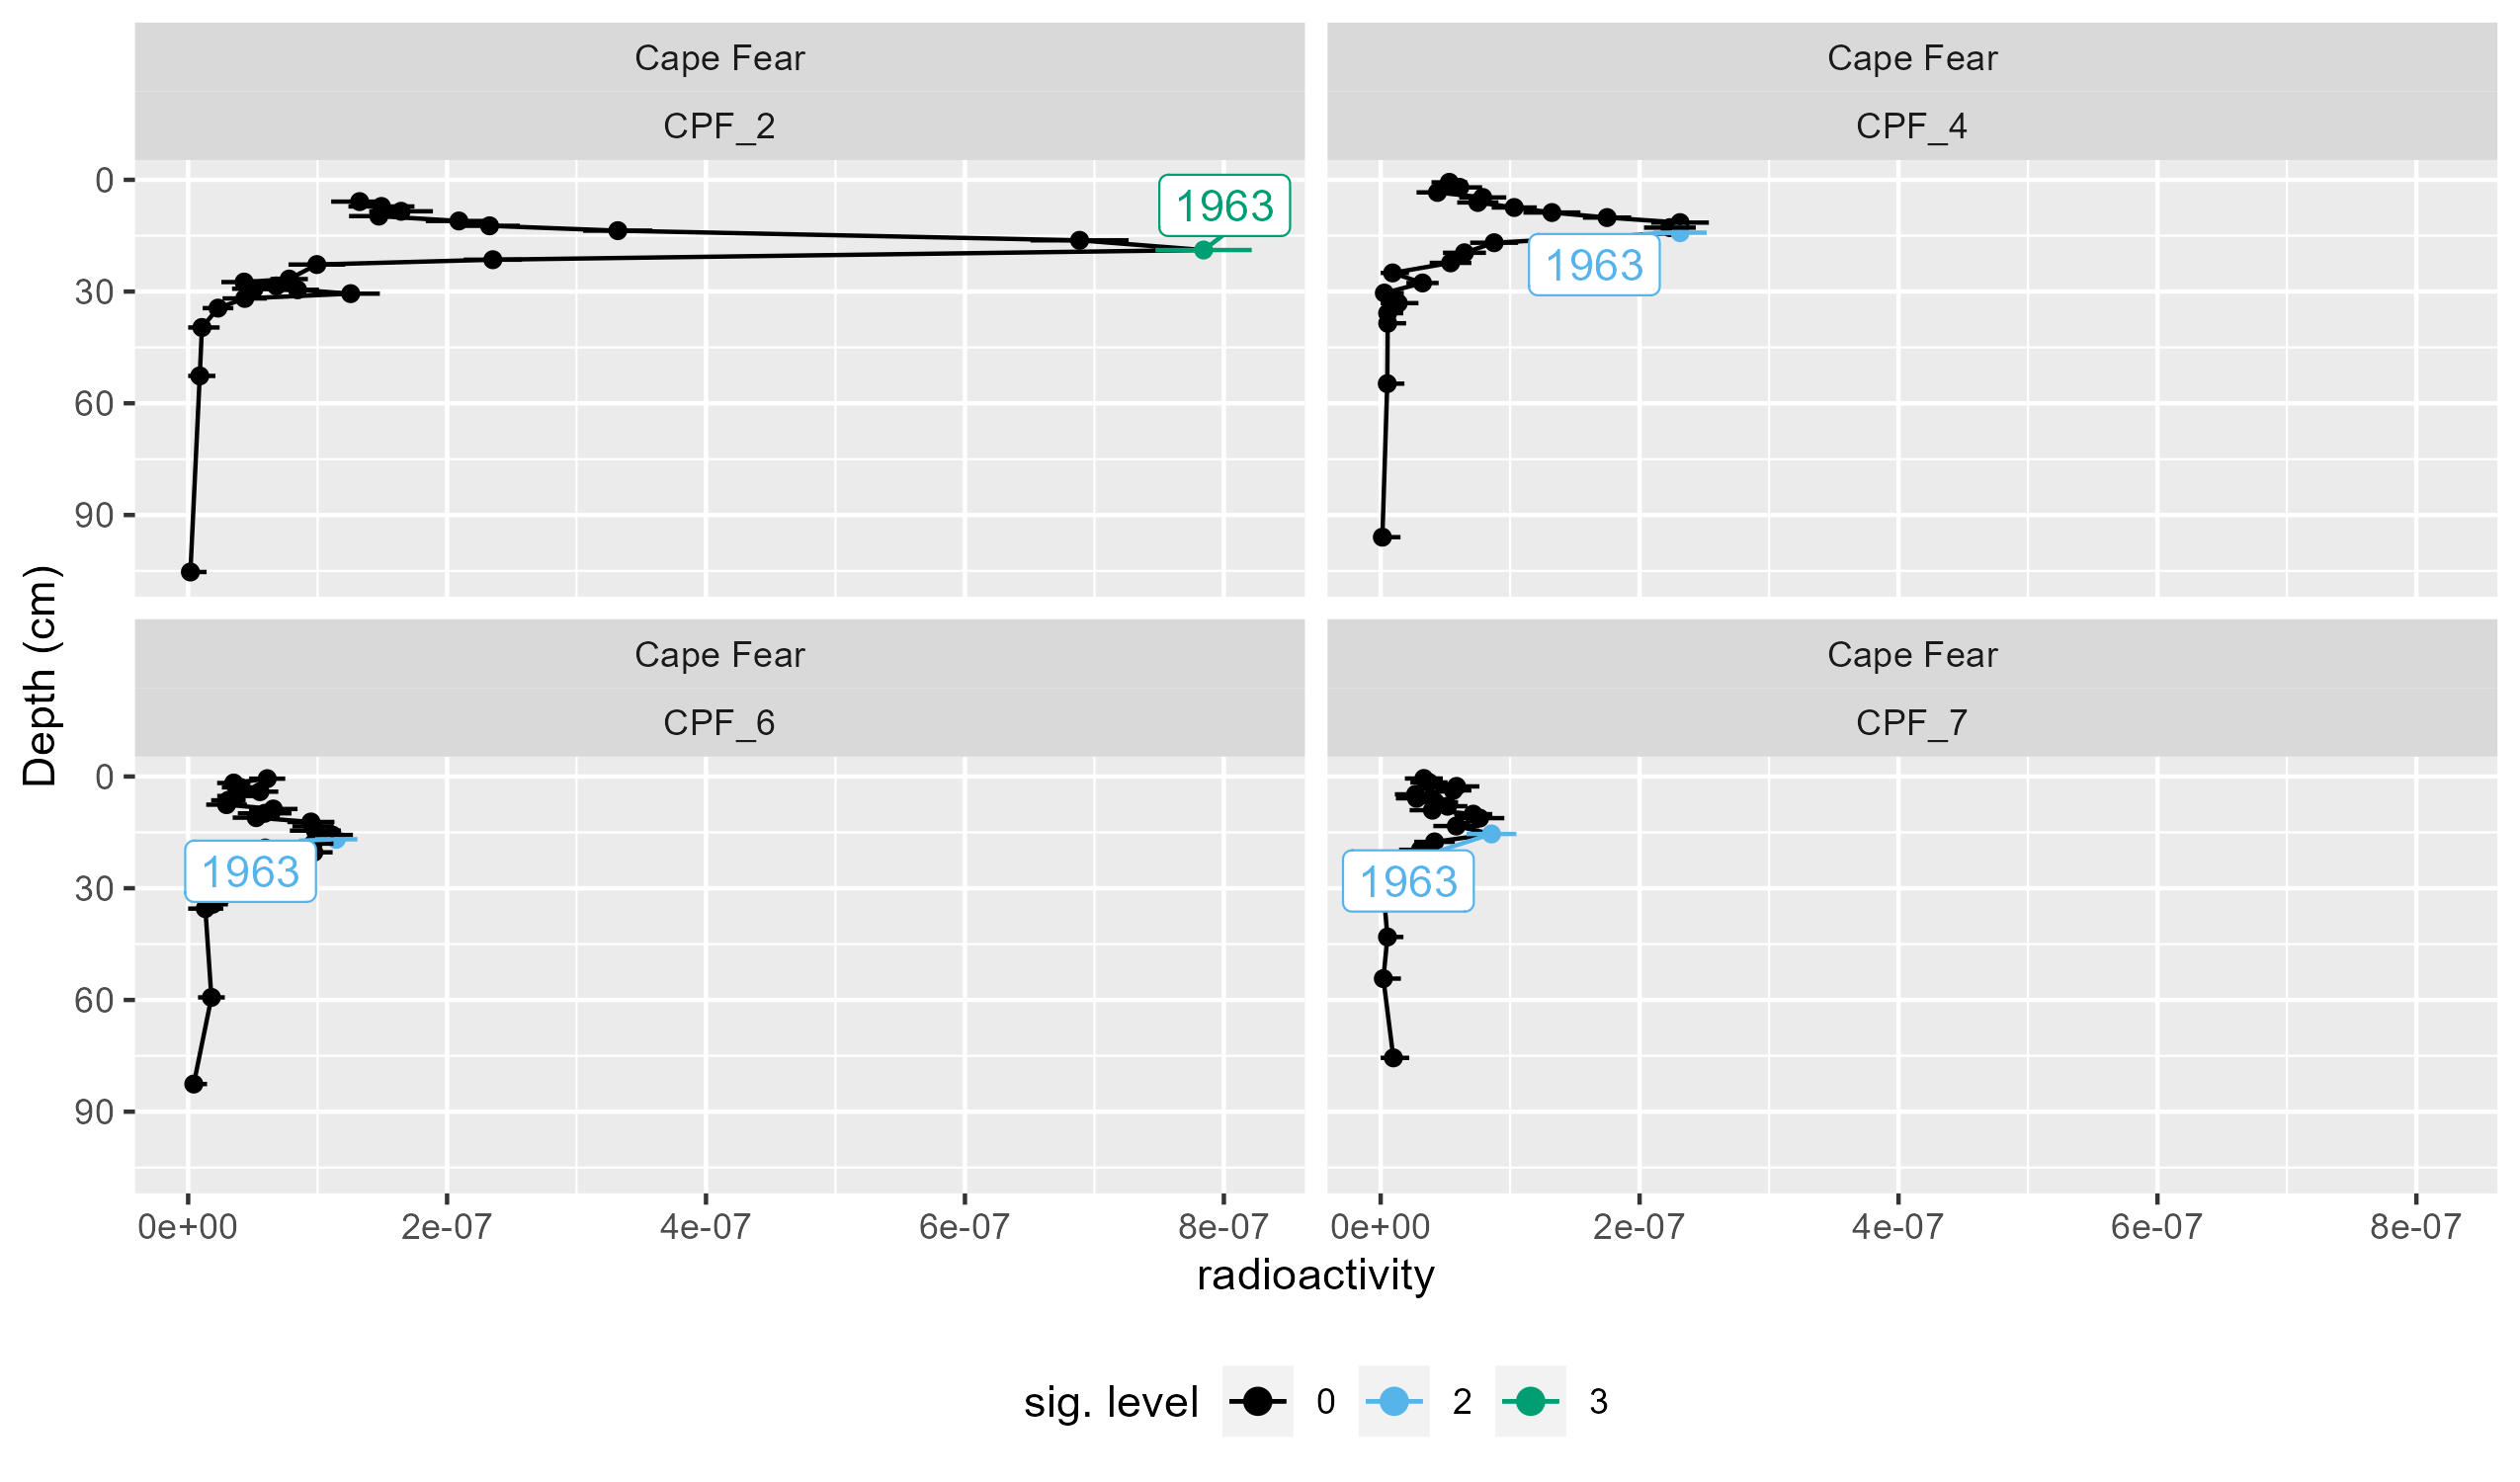 Cape Fear
CPF_2
Cape Fear
CPF_4
0
30
60
90
1963
1963
Depth (cm)
Cape Fear
CPF_6
Cape Fear
CPF_7
0
30
60
90
1963
1963
0e+00 2e-07 4e-07 6e-07 8e-07
0e+00 2e-07 4e-07 6e-07 8e-07
radioactivity
sig. level 0 2 3